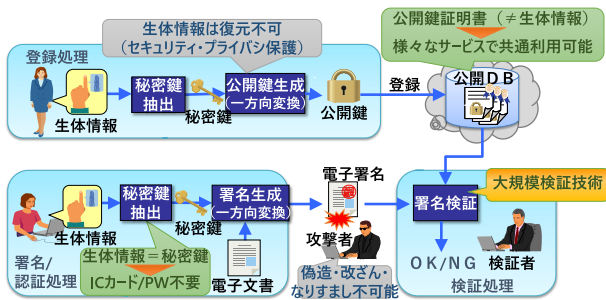 生体情報は復元不可
（セキュリティ・プライバシ保護）
公開鍵証明書（≠生体情報）
様々なサービスで共通利用可能
登録処理
生体情報
秘密鍵
抽出
秘密鍵
公開鍵生成
（一方向変換）
公開鍵
登録
公開ＤＢ
署名/
認証処理
生体情報
秘密鍵
抽出
秘密鍵
署名生成
（一方向変換）
電子文書
生体情報＝秘密鍵
ICカード/PW不要
電子署名
攻撃者
偽造・改ざん・
なりすまし不可能
署名検証
大規模検証技術
ＯＫ/ＮＧ
検証者
検証処理